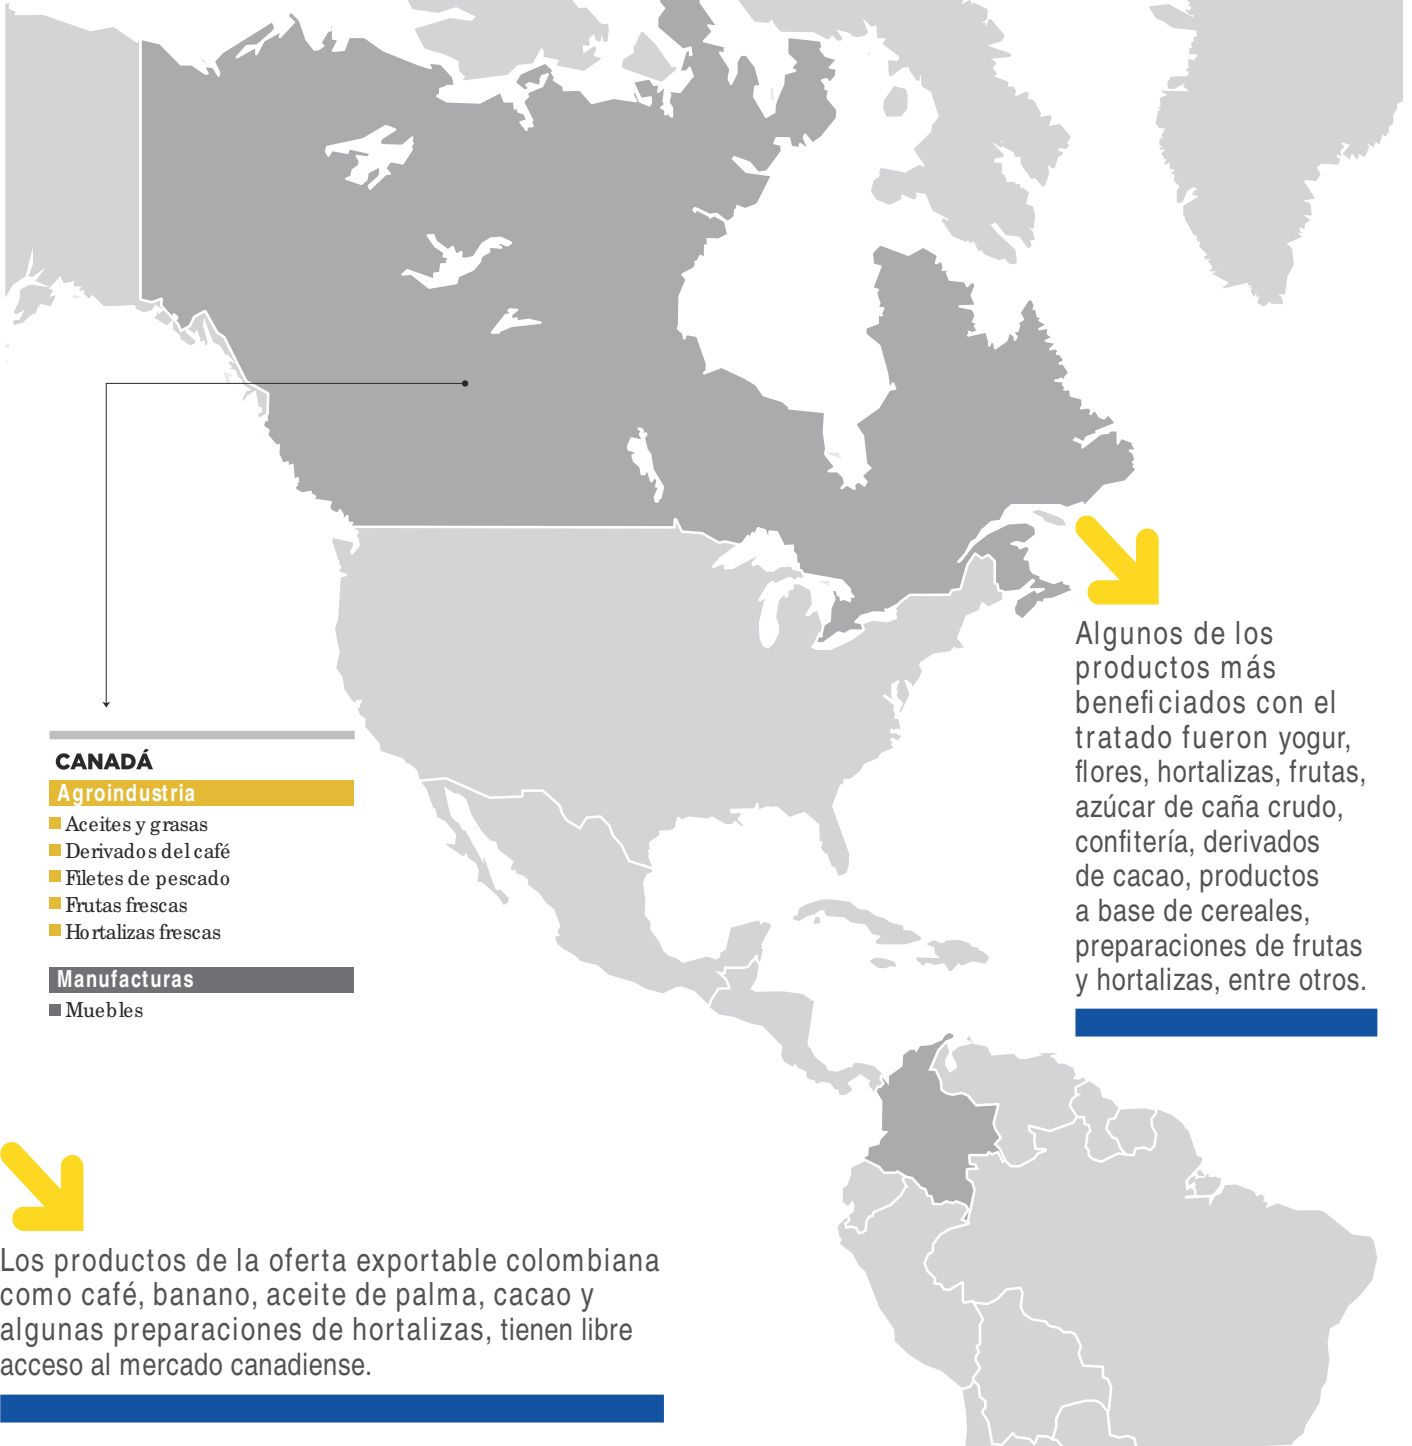 CANADÁ
Agroindustria
Aceites y grasas
Derivados del café
Filetes de pescado
Frutas frescas
Hortalizas frescas
Manufacturas
Muebles
Algunos de los
productos más
beneficiados con el
tratado fueron yogur,
flores, hortalizas, frutas,
azúcar de caña crudo,
confitería, derivados
de cacao, productos
a base de cereales,
preparaciones de frutas
y hortalizas, entre otros.
Los productos de la oferta exportable colombiana
como café, banano, aceite de palma, cacao y
algunas preparaciones de hortalizas, tienen libre
acceso al mercado canadiense.